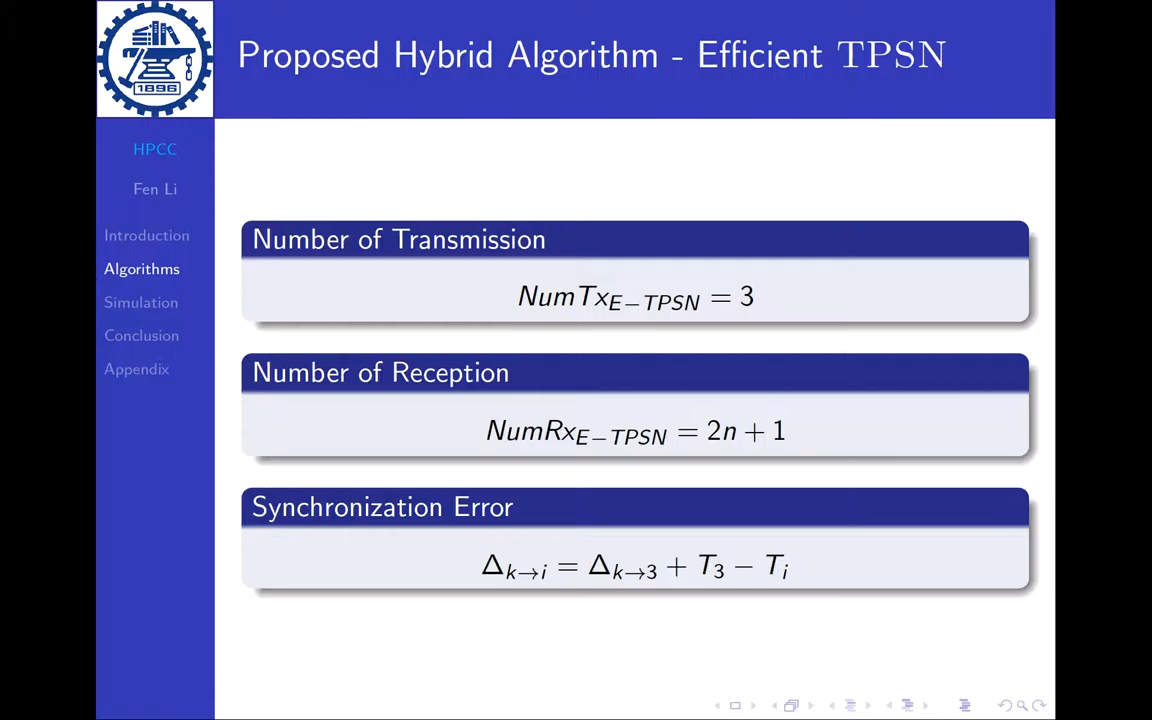 1896
Proposed Hybrid Algorithm - Efficient TPSN
HPCC
Fen Li
Introduction
Algorithms
Simulation
Conclusion
Appendix
Number of Transmission
NumTx_{E−TPSN} = 3
Number of Reception
NumRx_{E−TPSN} = 2n + 1
Synchronization Error
Δ_{k→i} = Δ_{k→3} + T_3 − T_i